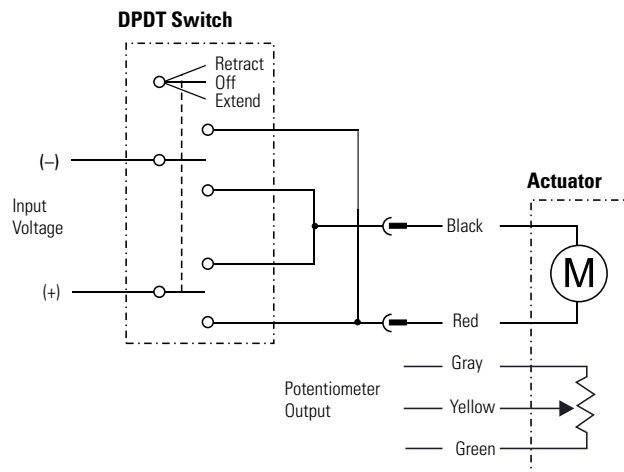 DPDT Switch
Retract
Off
Extend
(–)
Input
Voltage
(+)
Actuator
Black
M
Red
Gray
Potentiometer
Output
Yellow
Green